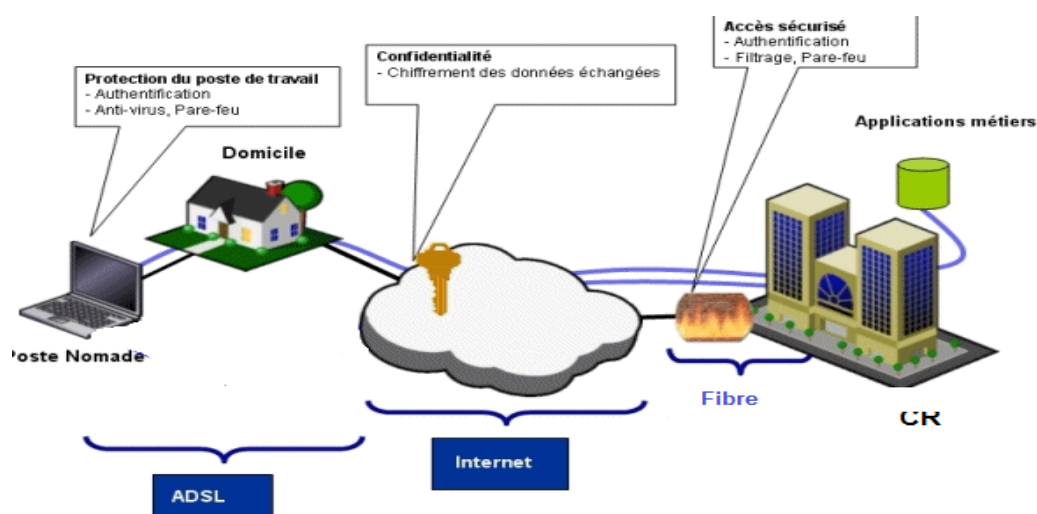 Accès sécurisé
- Authentification
- Filtrage, Pare-feu
Confidentialité
- Chiffrement des données échangées
Protection du poste de travail
- Authentification
- Anti-virus, Pare-feu
Applications métiers
Domicile
Poste Nomade
Fibre
CR
Internet
ADSL